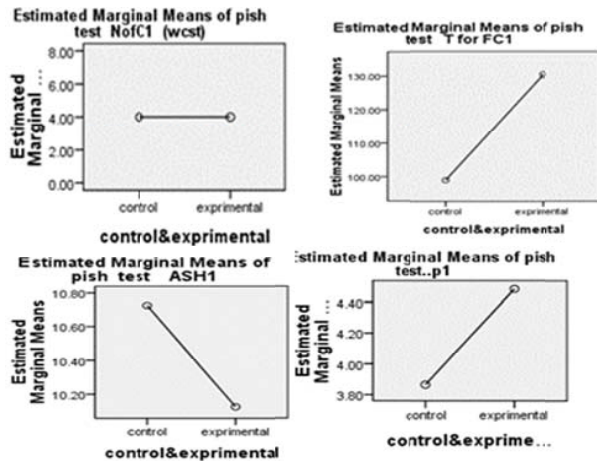 Estimated Marginal Means of pish
test NofC1 (wcst)
Estimated
Marginal ...
8.00
6.00
4.00
2.00
0.00
control
exprimental
control&exprimental
Estimated Marginal Means of pish
test T for FC1
Estimated Marginal Means
130.00
120.00
110.00
100.00
control
exprimental
control&exprimental
Estimated Marginal Means of
pish test ASH1
Estimated
Marginal Means
10.80
10.60
10.40
10.20
control
exprimental
control&exprimental
Estimated Marginal Means of pish
test..p1
Estimated
Marginal ...
4.40
4.20
4.00
3.80
control
exprimental
control&exprime...